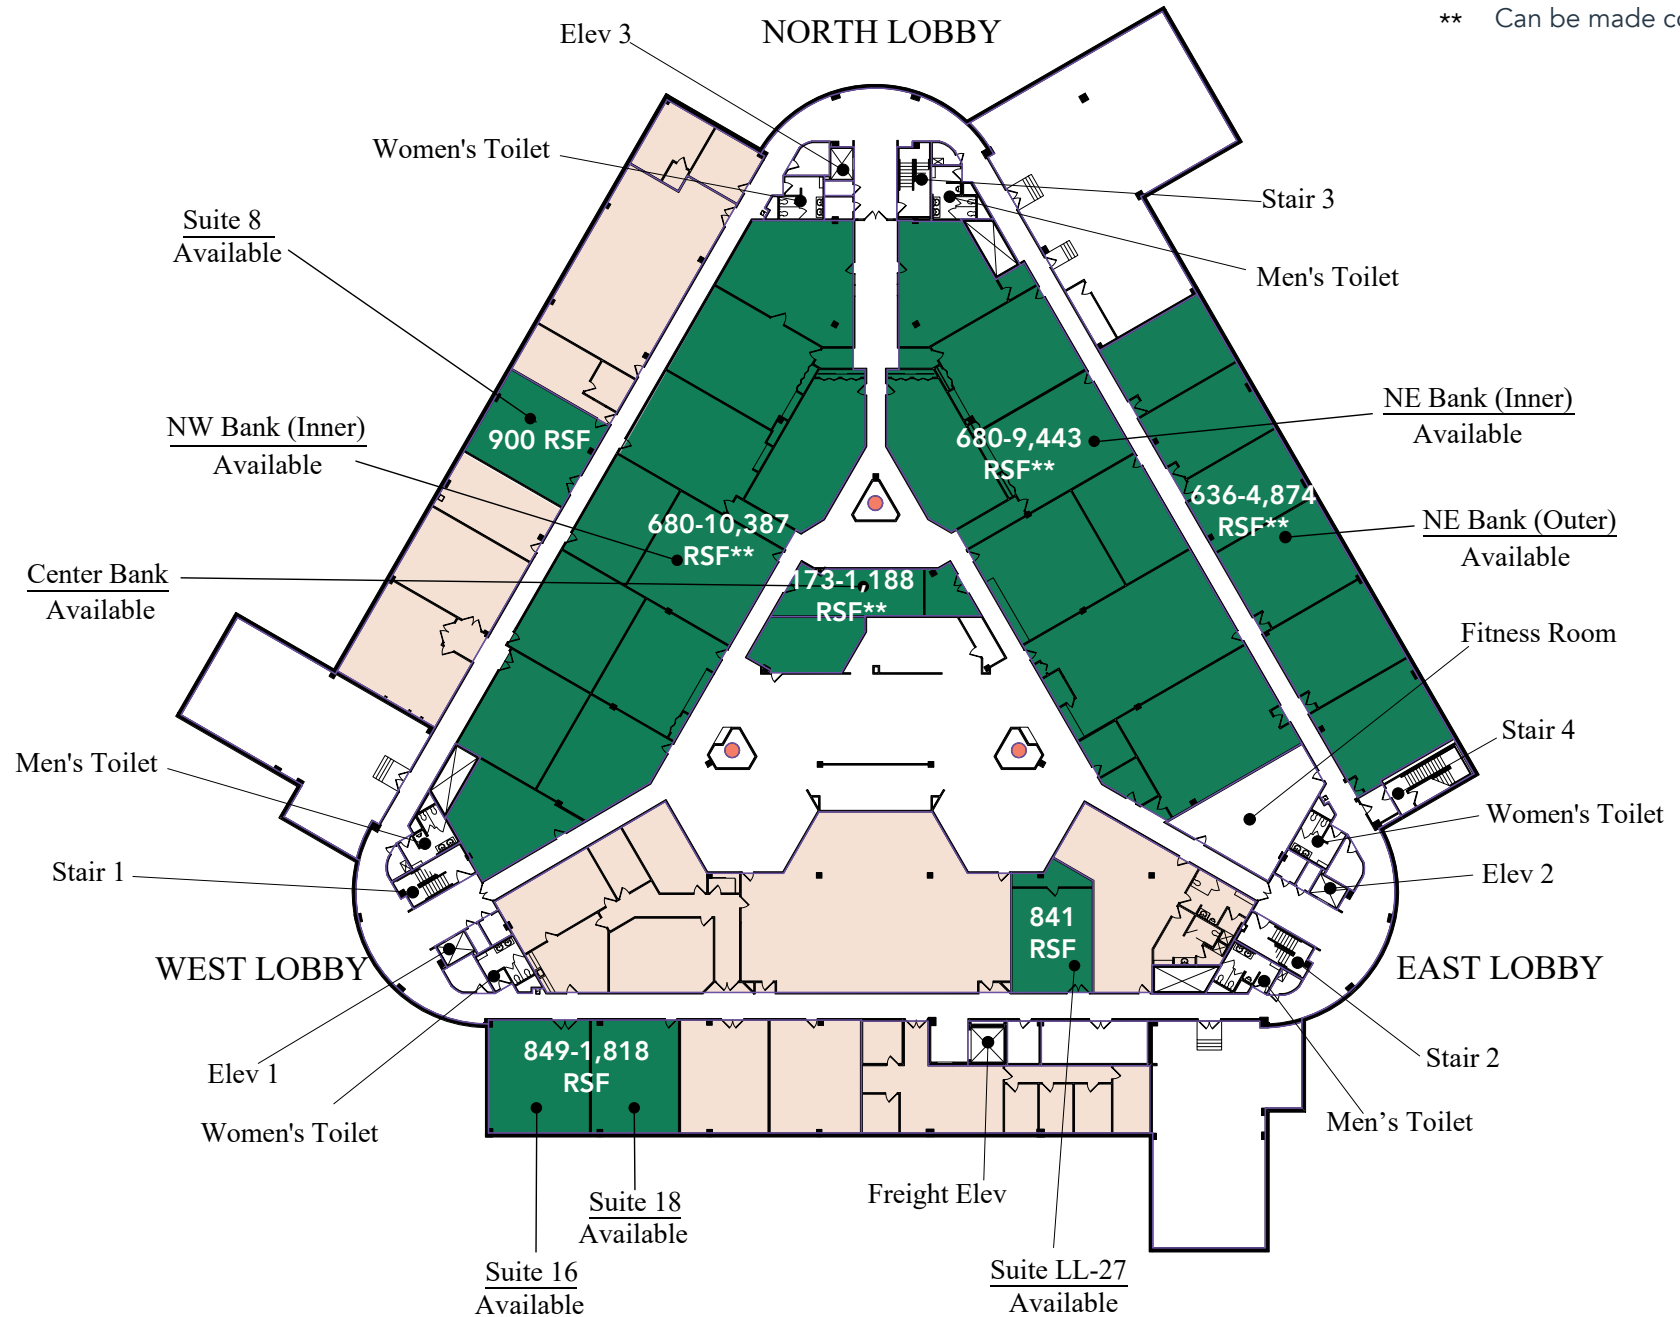 ** Can be made
NORTH LOBBY
Elev 3
Women's Toilet
Stair 3
Suite 8
Available
Men's Toilet
NE Bank (Inner)
Available
NW Bank (Inner)
Available
900 RSF
680-9,443
RSF**
636-4,874
RSF**
NE Bank (Outer)
Available
680-10,387
RSF**
Center Bank
Available
173-1,188
RSF**
Fitness Room
Stair 4
Men's Toilet
Women's Toilet
Stair 1
Elev 2
841
RSF
WEST LOBBY
EAST LOBBY
849-1,818
RSF
Elev 1
Stair 2
Women's Toilet
Men’s Toilet
Freight Elev
Suite 18
Available
Suite 16
Available
Suite LL-27
Available